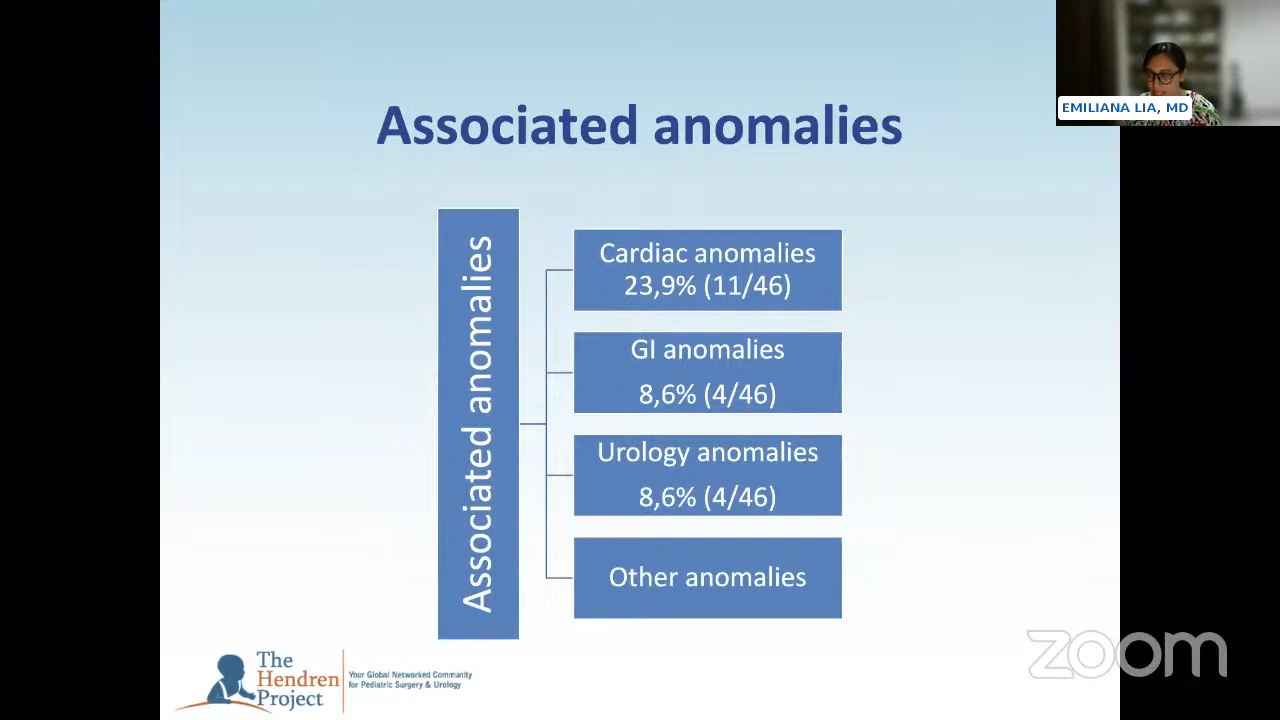 EMILIANA LIA, MD
Associated anomalies
Associated anomalies
Cardiac anomalies
23,9% (11/46)
GI anomalies
8,6% (4/46)
Urology anomalies
8,6% (4/46)
Other anomalies
The
Hendren
Project
Your Global Networked Community
for Pediatric Surgery & Urology
zoom